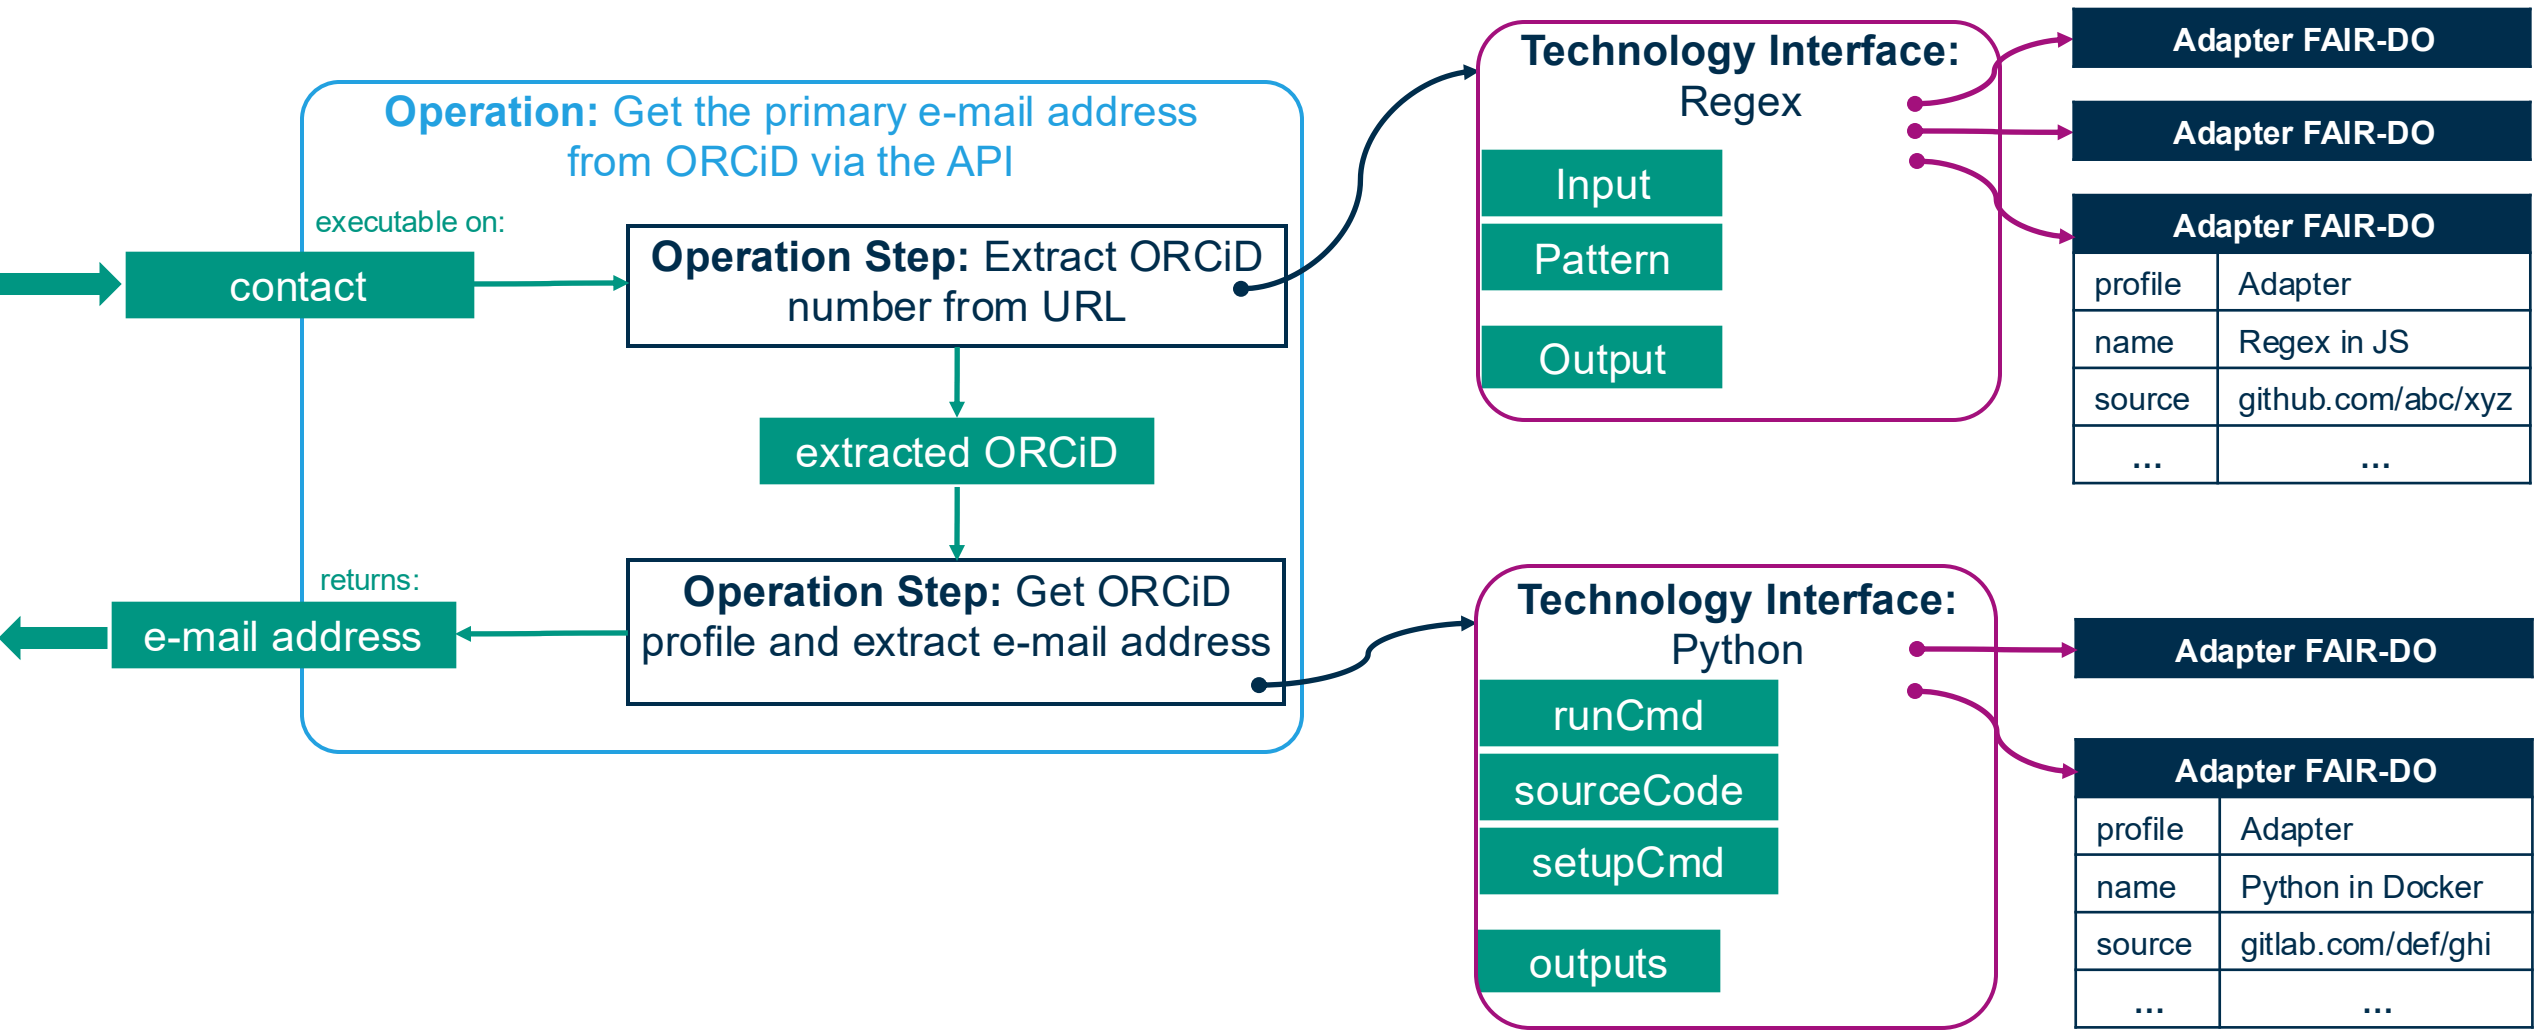 Operation: Get the primary e-mail address
from ORCiD via the API
executable on:
contact
Operation Step: Extract ORCiD
number from URL
extracted ORCiD
Operation Step: Get ORCiD
profile and extract e-mail address
returns:
e-mail address
Technology Interface:
Regex
Input
Pattern
Output
Adapter FAIR-DO
Adapter FAIR-DO
Adapter FAIR-DO
profile Adapter
name Regex in JS
source github.com/abc/xyz
... ...
Technology Interface:
Python
runCmd
sourceCode
setupCmd
outputs
Adapter FAIR-DO
Adapter FAIR-DO
profile Adapter
name Python in Docker
source gitlab.com/def/ghi
... ...